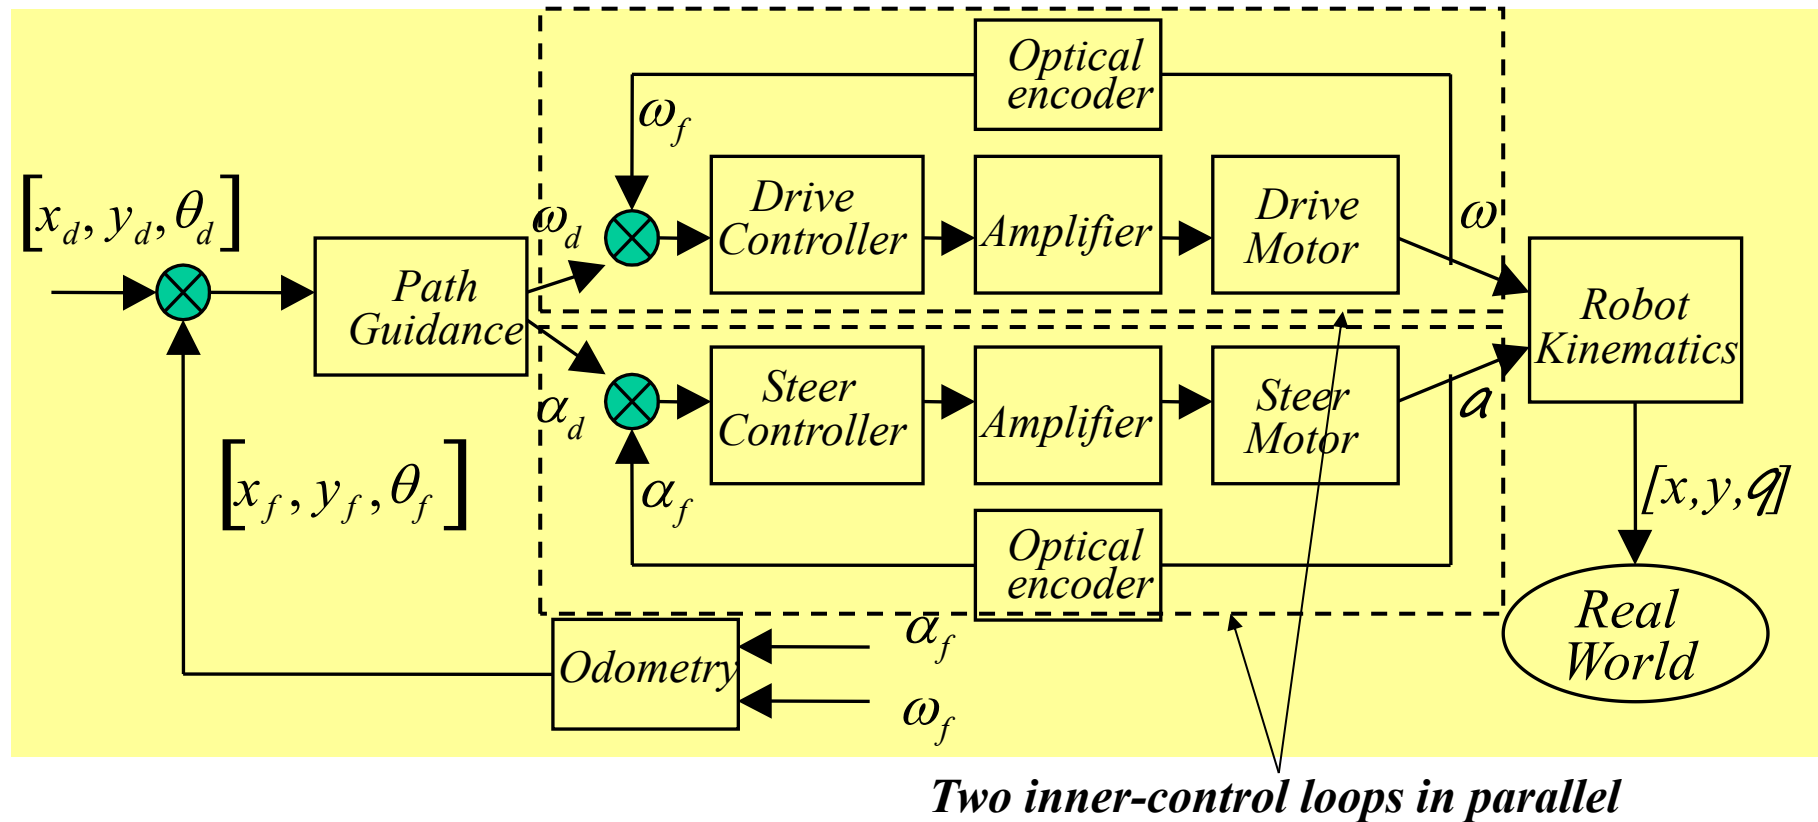 Optical
encoder
ω_f
[x_d, y_d, θ_d]
ω_d
Drive
Controller
Amplifier
Drive
Motor
ω
Path
Guidance
Robot
Kinematics
α_d
Steer
Controller
Amplifier
Steer
Motor
a
[x_f, y_f, θ_f]
α_f
[x,y,q]
Optical
encoder
Real
World
Odometry
α_f
ω_f
Two inner-control loops in parallel